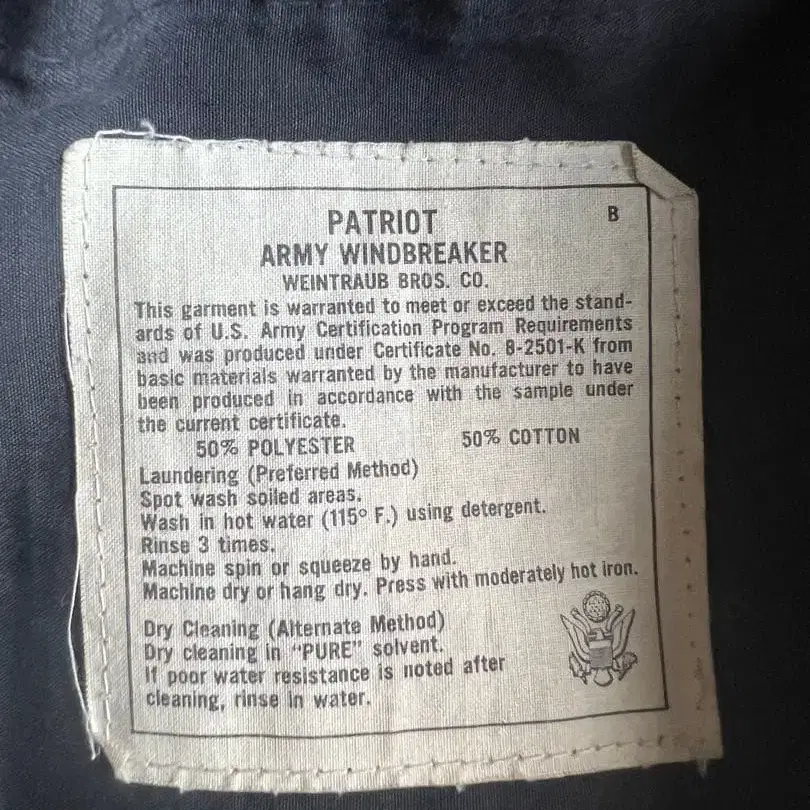 PATRIOT B
ARMY WINDBREAKER
WEINTRAUB BROS. CO.
This garment is warranted to meet or exceed the stand-
ards of U.S. Army Certification Program Requirements
and was produced under Certificate No. 8-2501-K from
basic materials warranted by the manufacturer to have
been produced in accordance with the sample under
the current certificate.
50% POLYESTER 50% COTTON
Laundering (Preferred Method)
Spot wash soiled areas.
Wash in hot water (115° F.) using detergent.
Rinse 3 times.
Machine spin or squeeze by hand.
Machine dry or hang dry. Press with moderately hot iron.
Dry Cleaning (Alternate Method)
Dry cleaning in "PURE" solvent.
If poor water resistance is noted after
cleaning, rinse in water.